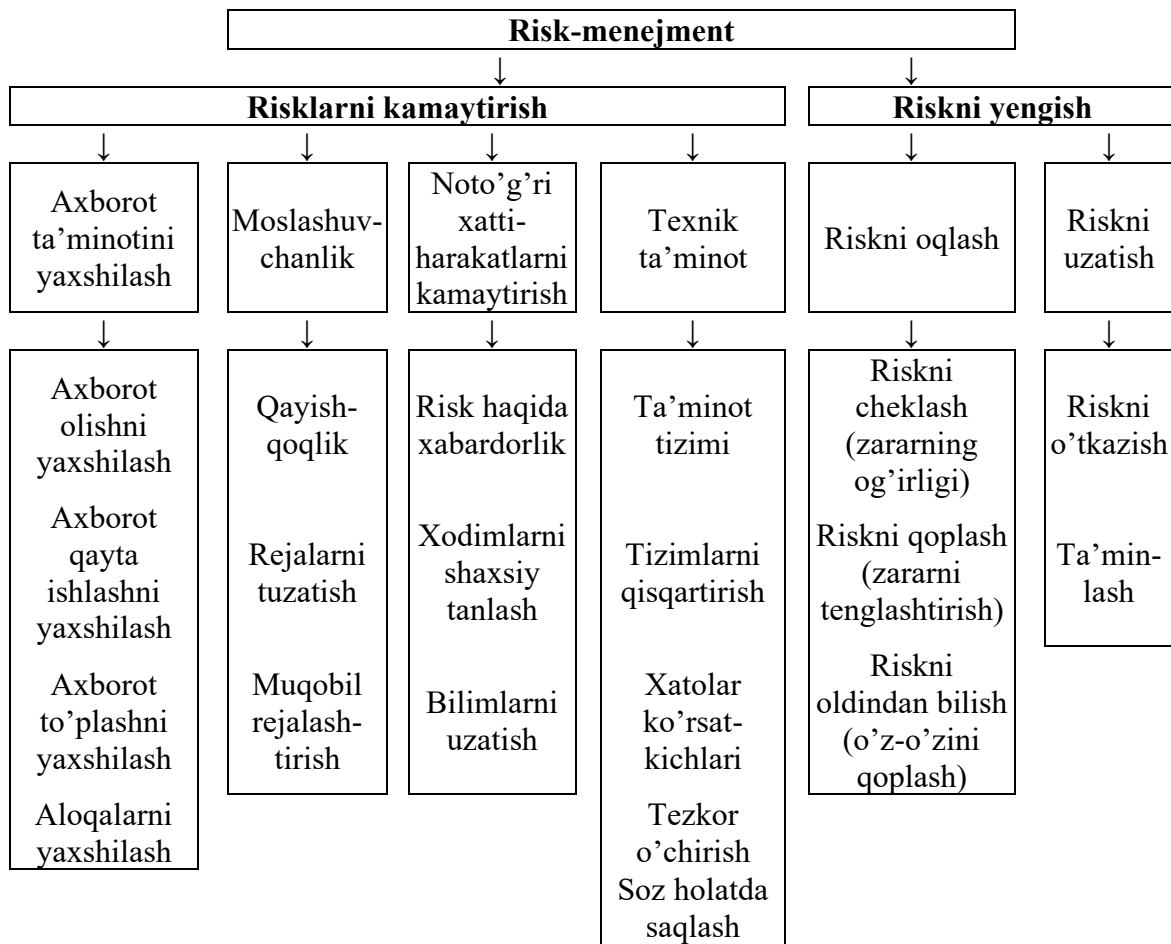 Risk-menejment
↓ ↓
Risklarni kamaytirish
Riskni yengish
↓ ↓ ↓ ↓ ↓ ↓
Axborot
ta’minotini
yaxshilash
Moslashuv-
chanlik
Noto’g’ri
xatti-
harakatlarni
kamaytirish
Texnik
ta’minot
Riskni oqlash
Riskni
uzatish
↓ ↓ ↓ ↓ ↓ ↓
Axborot
olishni
yaxshilash
Axborot
qayta
ishlashni
yaxshilash
Axborot
to’plashni
yaxshilash
Aloqalarni
yaxshilash
Qayish-
qoqlik
Rejalarni
tuzatish
Muqobil
rejalash-
tirish
Risk haqida
xabardorlik
Xodimlarni
shaxsiy
tanlash
Bilimlarni
uzatish
Ta’minot
tizimi
Tizimlarni
qisqartirish
Xatolar
ko’rsat-
kichlari
Tezkor
o’chirish
Soz holatda
saqlash
Riskni
cheklash
(zararning
og’irligi)
Riskni qoplash
(zararni
tenglashtirish)
Riskni
oldindan bilish
(o’z-o’zini
qoplash)
Riskni
o’tkazish
Ta’min-
lash